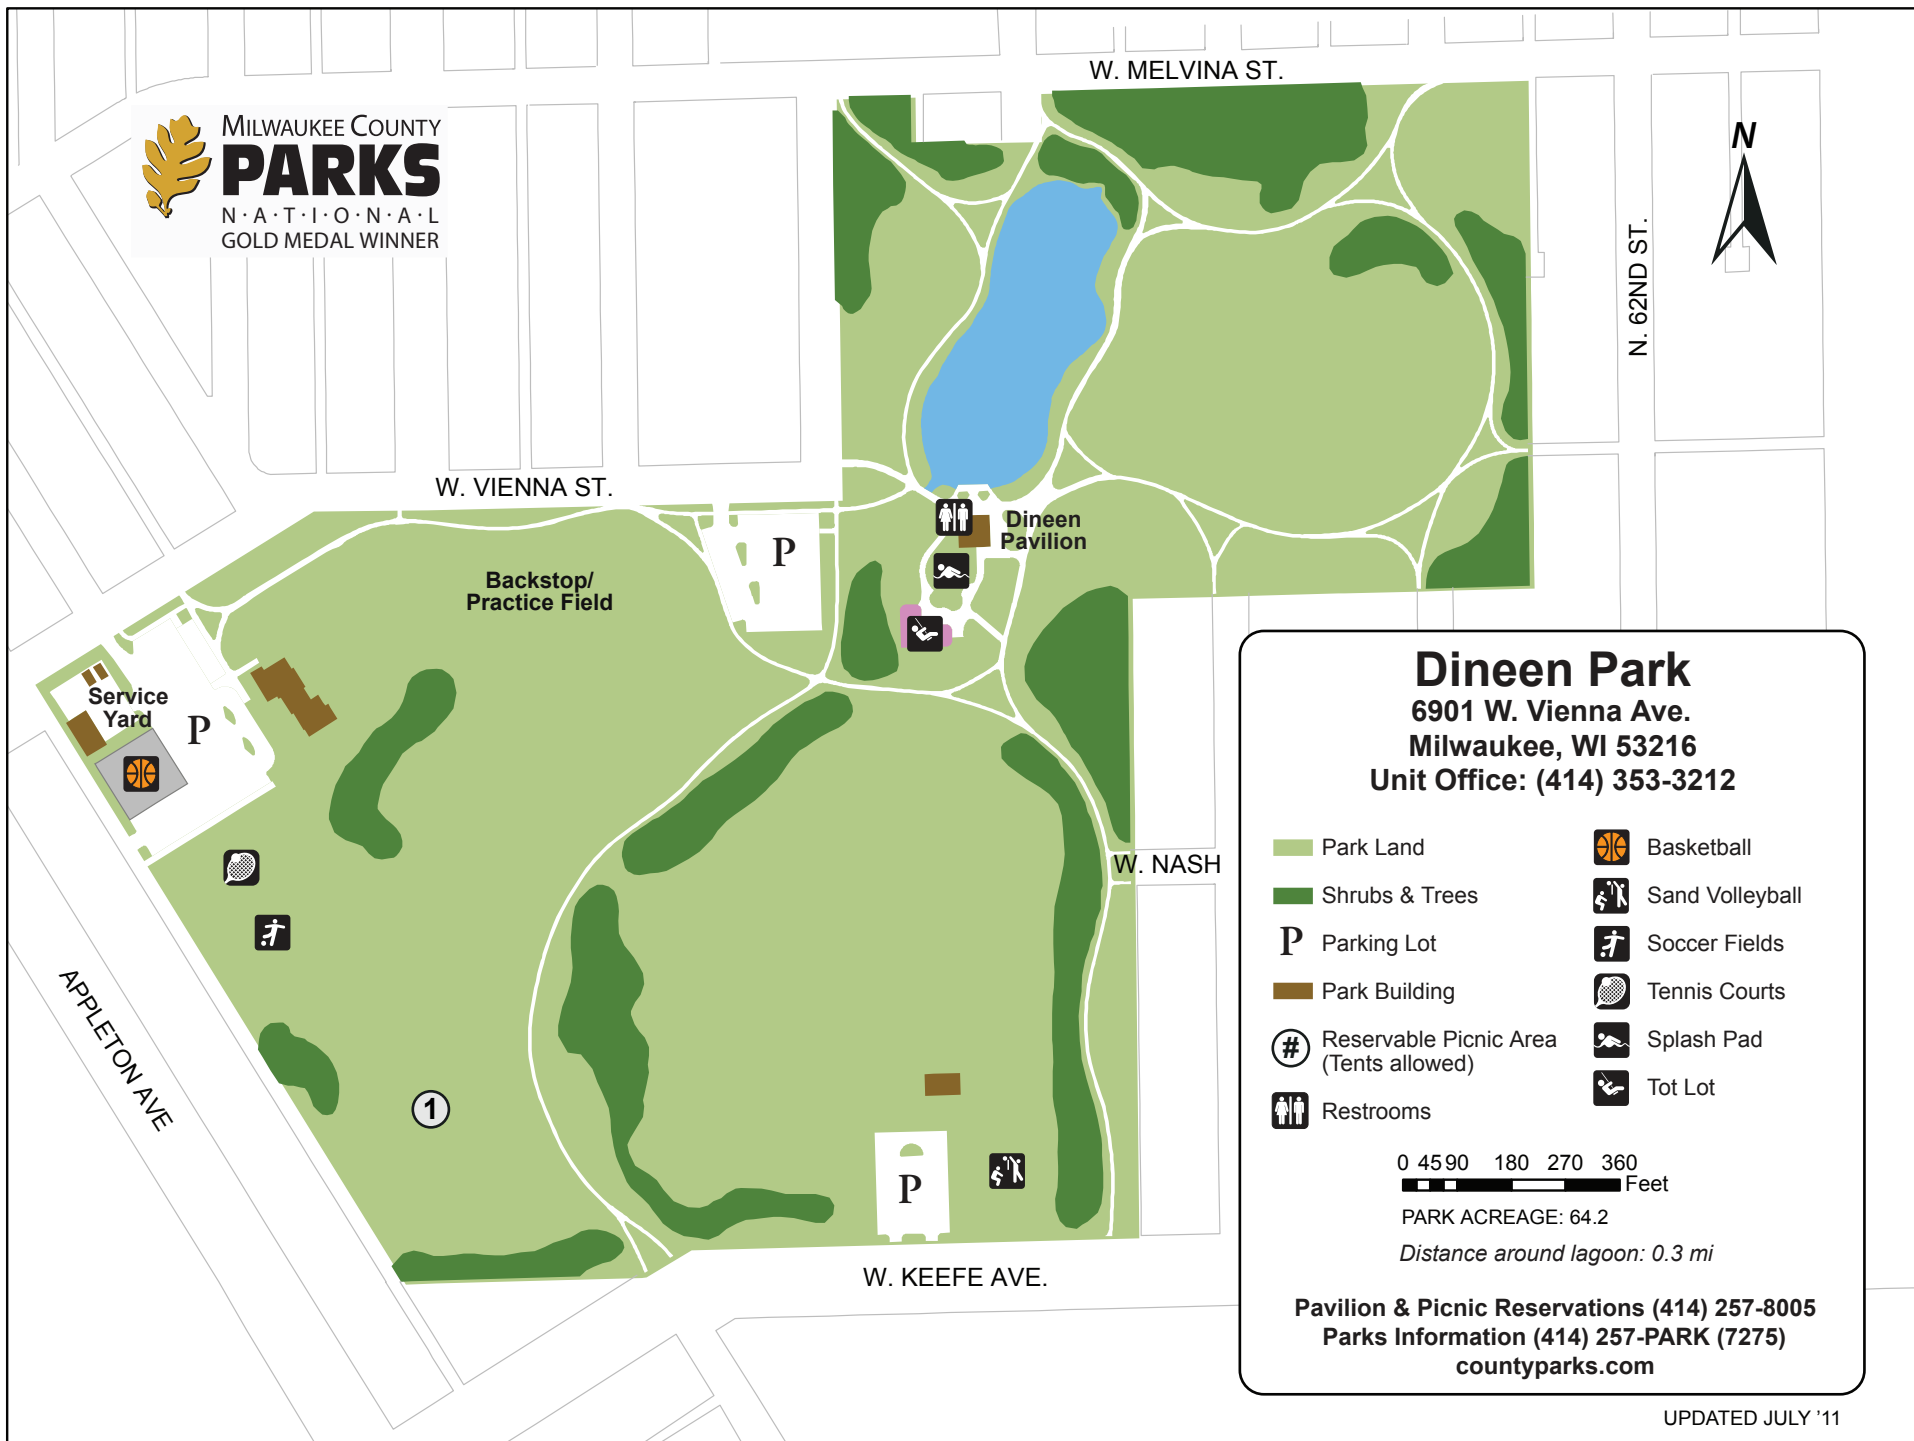 W. MELVINA ST.
MILWAUKEE COUNTY
PARKS
N·A·T·I·O·N·A·L
GOLD MEDAL WINNER
N
N. 62ND ST.
W. VIENNA ST.
P
Dineen
Pavilion
Backstop/
Practice Field
Service
Yard
P
W. NASH
APPLETON AVE
1
P
W. KEEFE AVE.
Dineen Park
6901 W. Vienna Ave.
Milwaukee, WI 53216
Unit Office: (414) 353-3212
Park Land
Shrubs & Trees
P Parking Lot
Park Building
# Reservable Picnic Area
(Tents allowed)
Restrooms
Basketball
Sand Volleyball
Soccer Fields
Tennis Courts
Splash Pad
Tot Lot
0 45 90 180 270 360
Feet
PARK ACREAGE: 64.2
Distance around lagoon: 0.3 mi
Pavilion & Picnic Reservations (414) 257-8005
Parks Information (414) 257-PARK (7275)
countyparks.com
UPDATED JULY '11